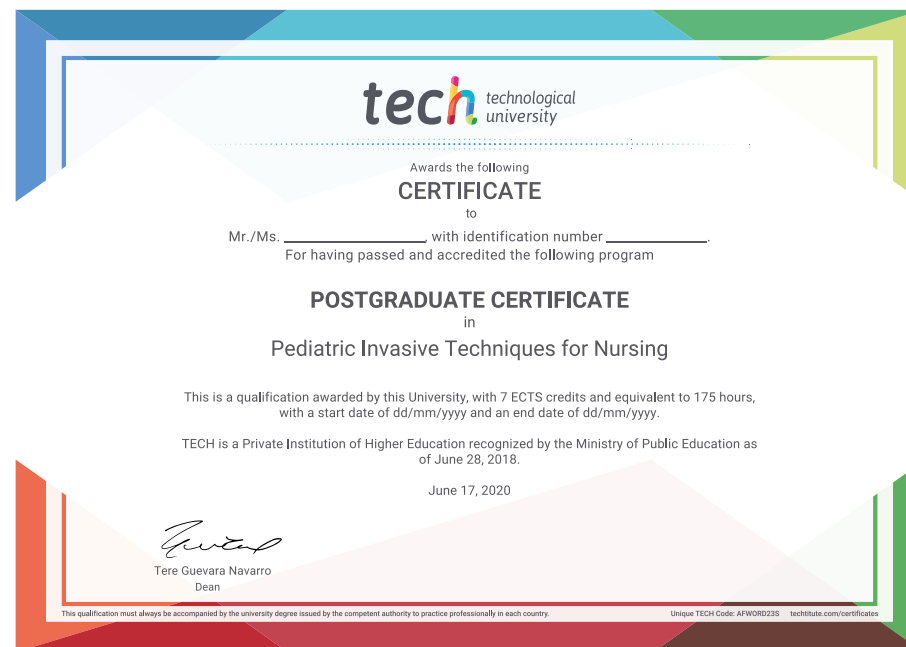 tech technological
university
Awards the following
CERTIFICATE
to
Mr./Ms. ____________________, with identification number ______________.
For having passed and accredited the following program
POSTGRADUATE CERTIFICATE
in
Pediatric Invasive Techniques for Nursing
This is a qualification awarded by this University, with 7 ECTS credits and equivalent to 175 hours,
with a start date of dd/mm/yyyy and an end date of dd/mm/yyyy.
TECH is a Private Institution of Higher Education recognized by the Ministry of Public Education as
of June 28, 2018.
June 17, 2020
Tere Guevara Navarro
Dean
This qualification must always be accompanied by the university degree issued by the competent authority to practice professionally in each country. Unique TECH Code: AFWORD23S techtitute.com/certificates